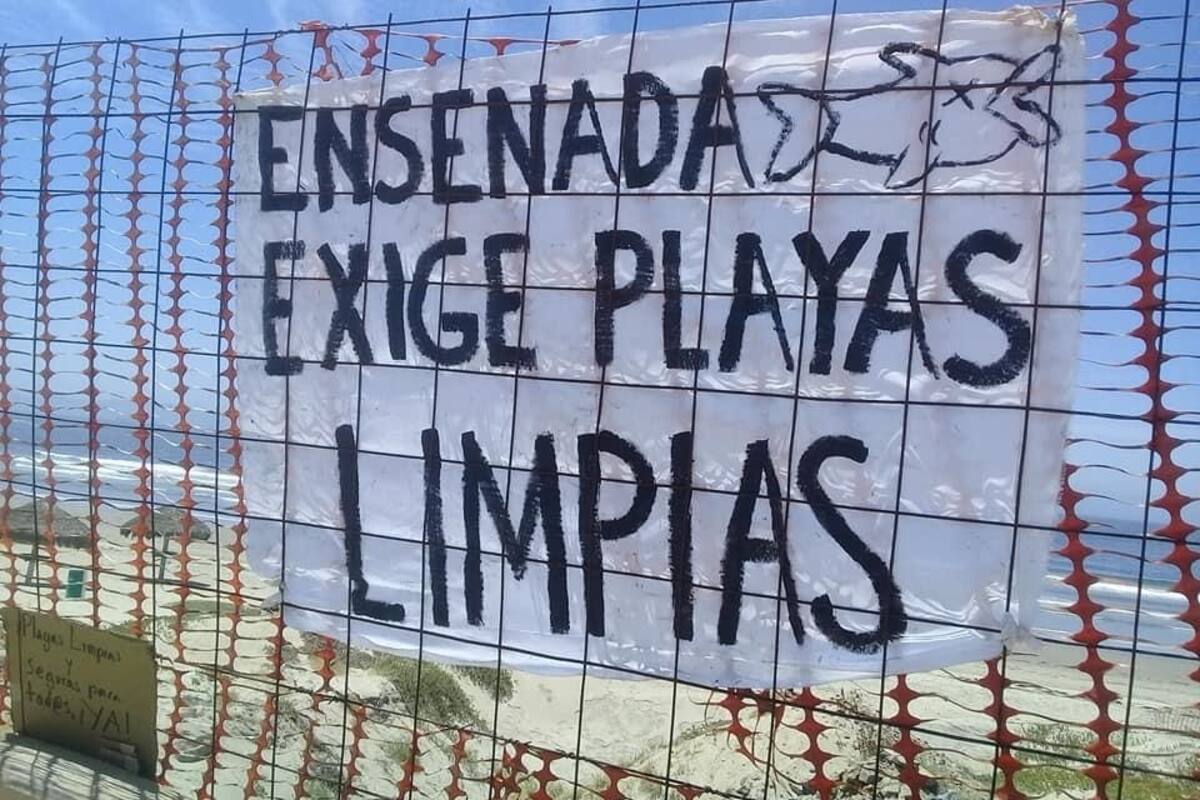 ENSENADA
EXIGE PLAYAS
LIMPIAS
Playas Limpias
y
seguras para
todos, ¡YA!